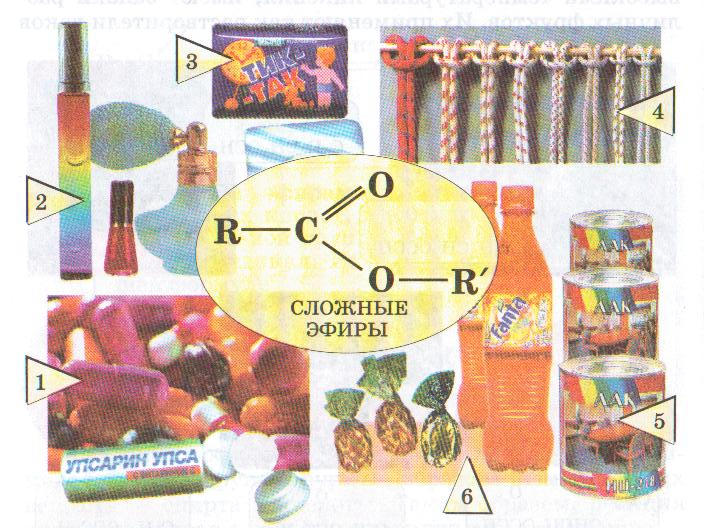 3
ТИК-
ТАК
4
2
R—C
O
O—R′
СЛОЖНЫЕ
ЭФИРЫ
fanta
ЛАК
ЛАК
ЛАК
1
5
УПСАРИН УПСА
6